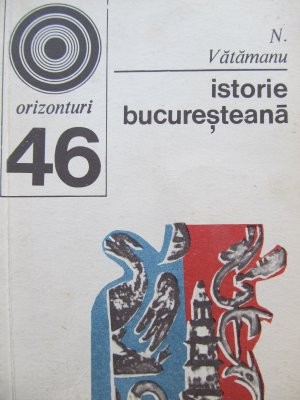 N.
Vătămanu
orizonturi
46
istorie
bucureșteană